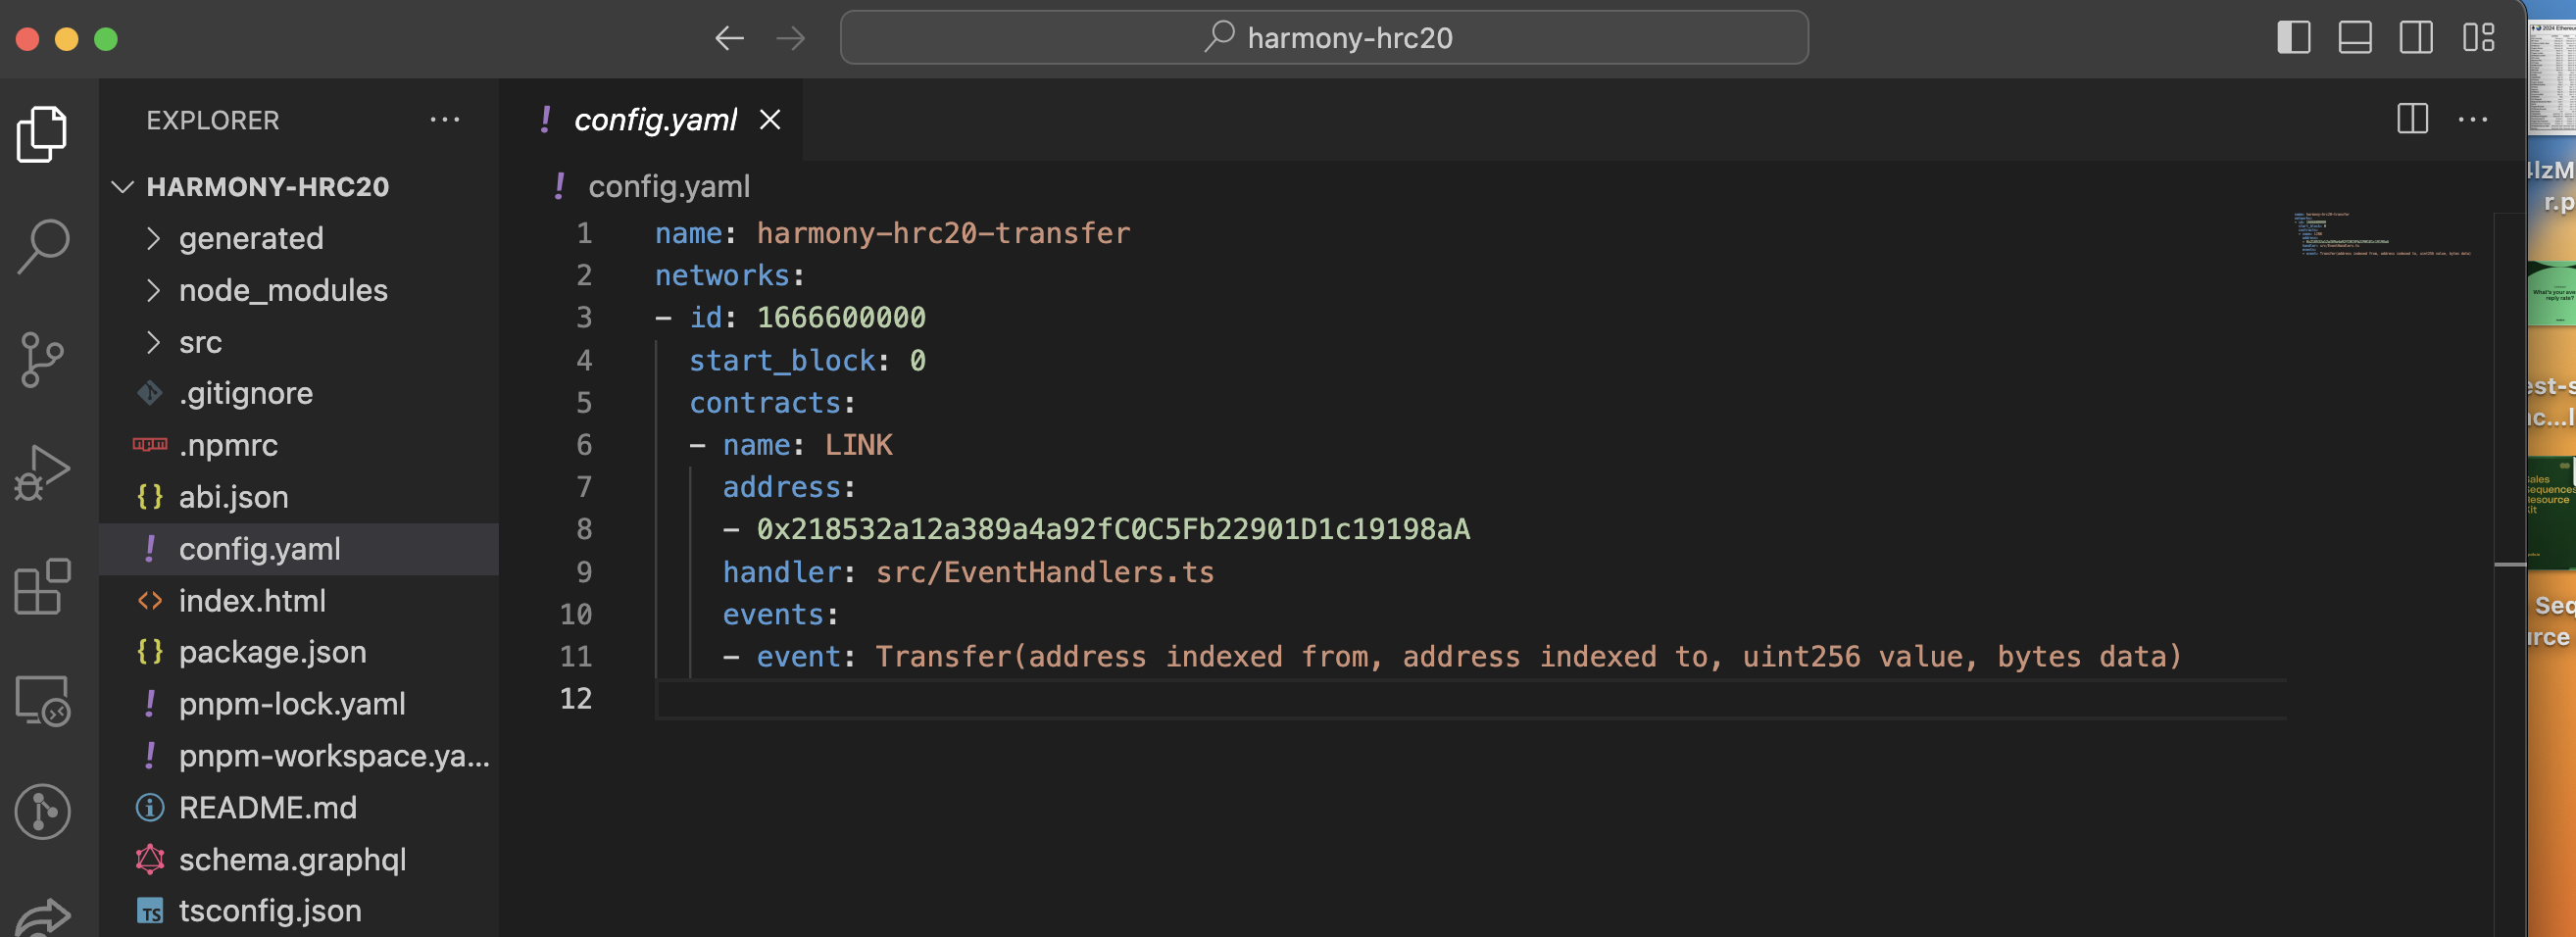 harmony-hrc20
EXPLORER
HARMONY-HRC20
generated
node_modules
src
.gitignore
.npmrc
abi.json
config.yaml
index.html
package.json
pnpm-lock.yaml
pnpm-workspace.ya...
README.md
schema.graphql
TS tsconfig.json
config.yaml
config.yaml
1 name: harmony-hrc20-transfer
2 networks:
3 - id: 1666600000
4 start_block: 0
5 contracts:
6 - name: LINK
7 address:
8 - 0x218532a12a389a4a92fC0C5Fb22901D1c19198aA
9 handler: src/EventHandlers.ts
10 events:
11 - event: Transfer(address indexed from, address indexed to, uint256 value, bytes data)
12